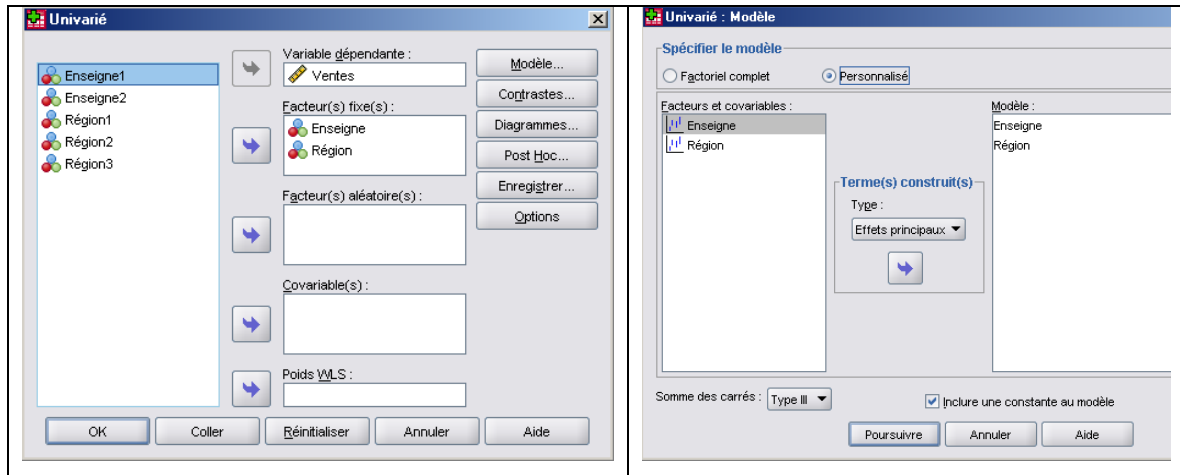 Univarié
Enseigne1
Enseigne2
Région1
Région2
Région3
Variable dépendante :
Ventes
Facteur(s) fixe(s) :
Enseigne
Région
Facteur(s) aléatoire(s) :
Covariable(s) :
Poids WLS :
Modèle...
Contrastes...
Diagrammes...
Post Hoc...
Enregistrer...
Options
OK
Coller
Réinitialiser
Annuler
Aide
Univarié : Modèle
Spécifier le modèle
Factoriel complet
Personnalisé
Facteurs et covariables :
Enseigne
Région
Terme(s) construit(s)
Type :
Effets principaux
Modèle :
Enseigne
Région
Somme des carrés :
Type III
Inclure une constante au modèle
Poursuivre
Annuler
Aide